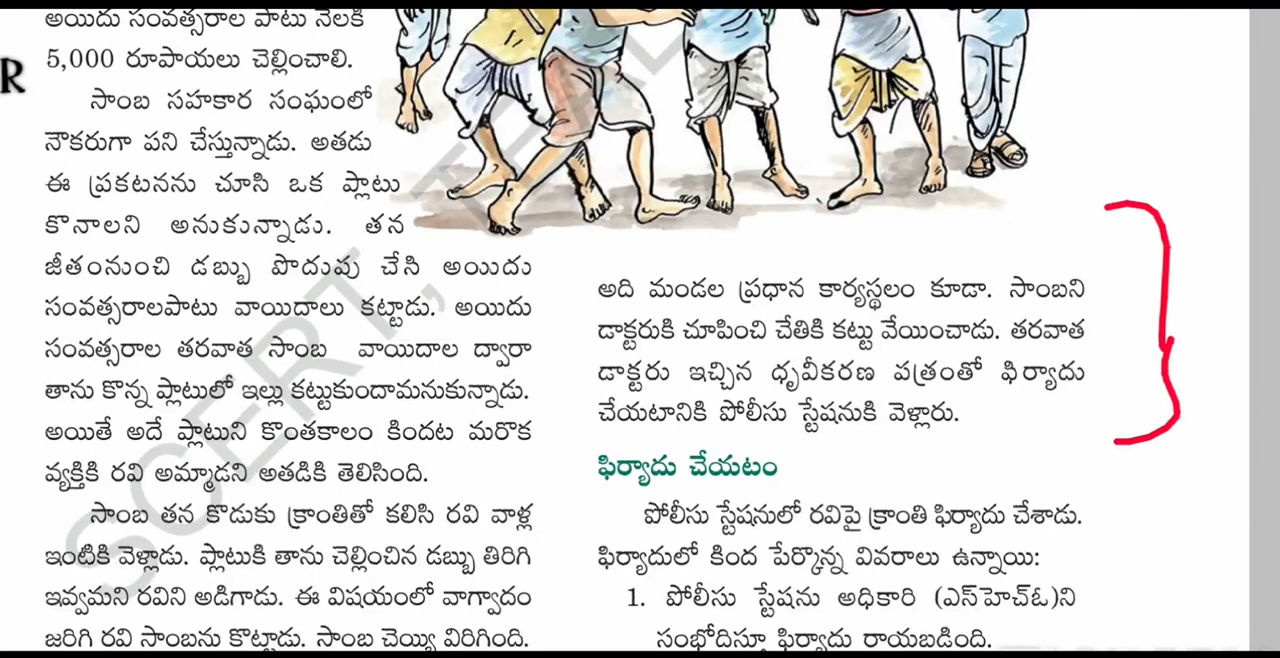 అయిదు సంవత్సరాల పాటు నెలకి
5,000 రూపాయలు చెల్లించాలి.
R
సాంబ సహకార సంఘంలో
నౌకరుగా పని చేస్తున్నాడు. అతడు
ఈ ప్రకటనను చూసి ఒక ప్లాటు
కొనాలని అనుకున్నాడు. తన
జీతంనుంచి డబ్బు పొదుపు చేసి అయిదు
సంవత్సరాలపాటు వాయిదాలు కట్టాడు. అయిదు
సంవత్సరాల తరవాత సాంబ వాయిదాల ద్వారా
తాను కొన్న ప్లాటులో ఇల్లు కట్టుకుందామనుకున్నాడు.
అయితే అదే ప్లాటుని కొంతకాలం కిందట మరొక
వ్యక్తికి రవి అమ్మాడని అతడికి తెలిసింది.
సాంబ తన కొడుకు క్రాంతితో కలిసి రవి వాళ్ల
ఇంటికి వెళ్లాడు. ప్లాటుకి తాను చెల్లించిన డబ్బు తిరిగి
ఇవ్వమని రవిని అడిగాడు. ఈ విషయంలో వాగ్వాదం
జరిగి రవి సాంబను కొట్టాడు. సాంబ చెయ్యి విరిగింది.
అది మండల ప్రధాన కార్యస్థలం కూడా. సాంబని
డాక్టరుకి చూపించి చేతికి కట్టు వేయించాడు. తరవాత
డాక్టరు ఇచ్చిన ధృవీకరణ పత్రంతో ఫిర్యాదు
చేయటానికి పోలీసు స్టేషనుకి వెళ్లారు.
ఫిర్యాదు చేయటం
పోలీసు స్టేషనులో రవిపై క్రాంతి ఫిర్యాదు చేశాడు.
ఫిర్యాదులో కింద పేర్కొన్న వివరాలు ఉన్నాయి:
1. పోలీసు స్టేషను అధికారి (ఎస్‌హెచ్‌ఓ)ని
సంభోదిస్తూ ఫిర్యాదు రాయబడింది.
SCERT, TELA